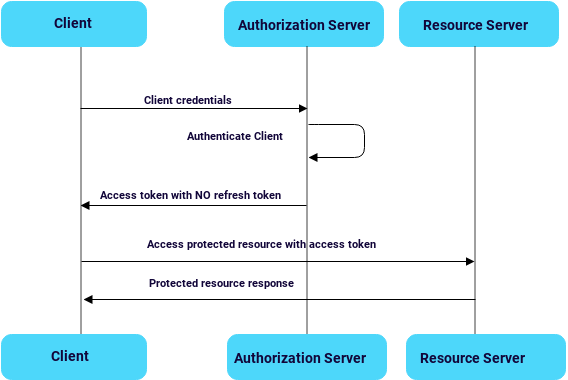 Client
Authorization Server
Resource Server
Client credentials
Authenticate Client
Access token with NO refresh token
Access protected resource with access token
Protected resource response
Client
Authorization Server
Resource Server